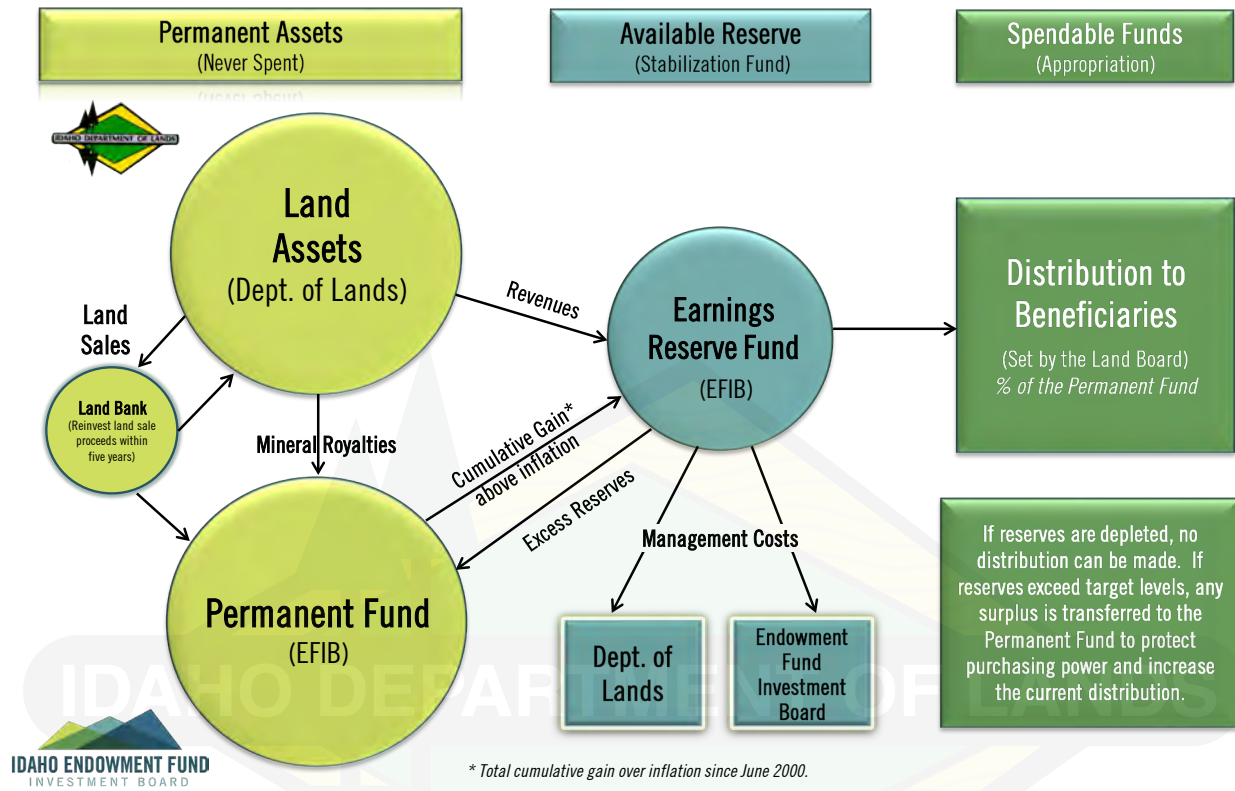 Permanent Assets
(Never Spent)
Available Reserve
(Stabilization Fund)
Spendable Funds
(Appropriation)
IDAHO DEPARTMENT OF LANDS
Land
Assets
(Dept. of Lands)
Revenues
Earnings
Reserve Fund
(EFIB)
Distribution to
Beneficiaries
(Set by the Land Board)
% of the Permanent Fund
Land
Sales
Land Bank
(Reinvest land sale
proceeds within
five years)
Mineral Royalties
Cumulative Gain*
above inflation
Excess Reserves
Management Costs
Permanent Fund
(EFIB)
Dept. of
Lands
Endowment
Fund
Investment
Board
If reserves are depleted, no
distribution can be made. If
reserves exceed target levels, any
surplus is transferred to the
Permanent Fund to protect
purchasing power and increase
the current distribution.
IDAHO DEPARTMENT OF LANDS
IDAHO ENDOWMENT FUND
INVESTMENT BOARD
* Total cumulative gain over inflation since June 2000.